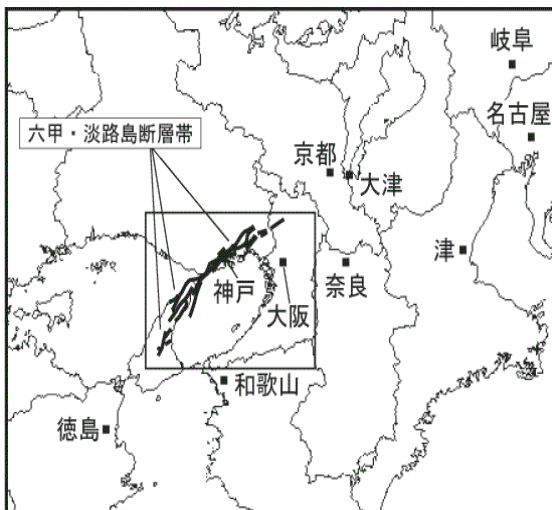 岐阜
名古屋
六甲・淡路島断層帯
京都
大津
津
神戸
大阪
奈良
和歌山
徳島